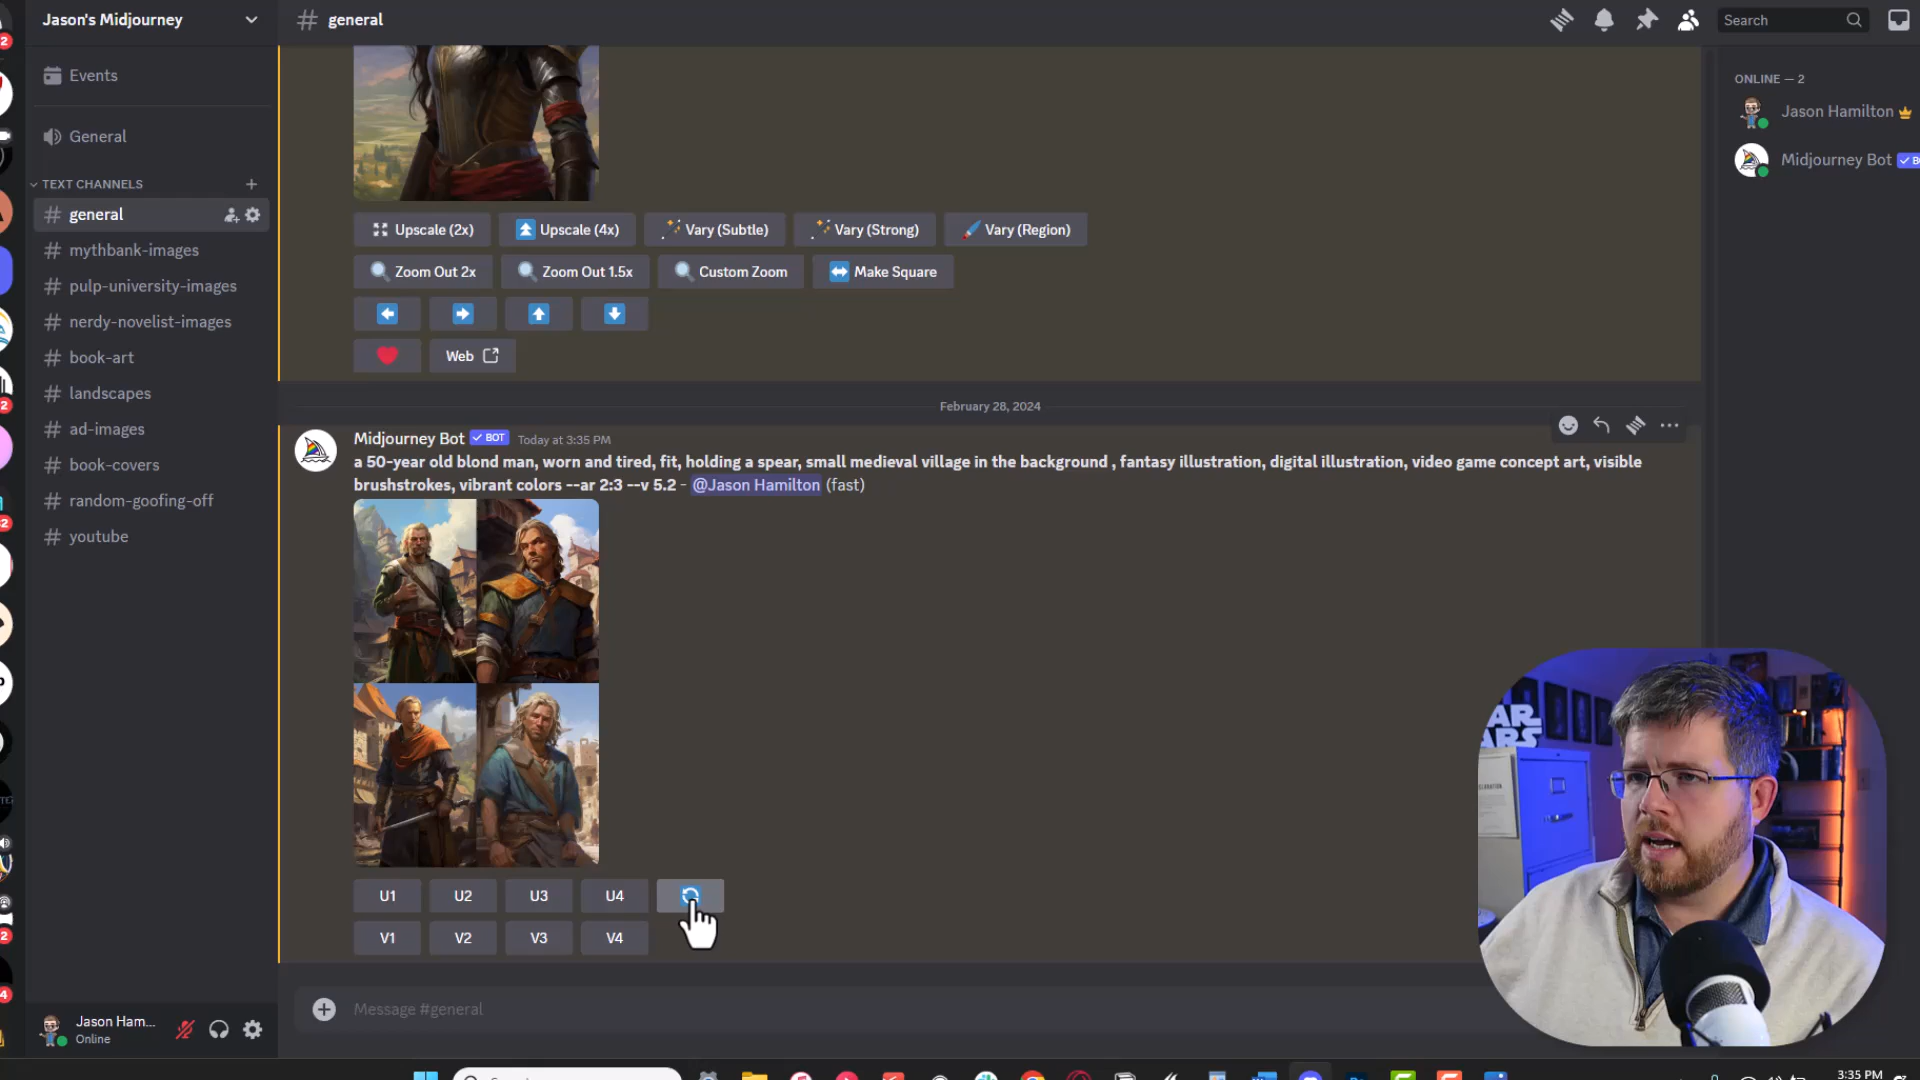 Jason's Midjourney
general
Search
Events
General
TEXT CHANNELS
general
mythbank-images
pulp-university-images
nerdy-novelist-images
book-art
landscapes
ad-images
book-covers
random-goofing-off
youtube
Jason Ham...
Online
Upscale (2x) Upscale (4x) Vary (Subtle) Vary (Strong) Vary (Region)
Zoom Out 2x Zoom Out 1.5x Custom Zoom Make Square
Web
February 28, 2024
Midjourney Bot BOT Today at 3:35 PM
a 50-year old blond man, worn and tired, fit, holding a spear, small medieval village in the background , fantasy illustration, digital illustration, video game concept art, visible
brushstrokes, vibrant colors --ar 2:3 --v 5.2 - @Jason Hamilton (fast)
U1 U2 U3 U4
V1 V2 V3 V4
Message #general
ONLINE — 2
Jason Hamilton
Midjourney Bot
WARS
3:35 PM